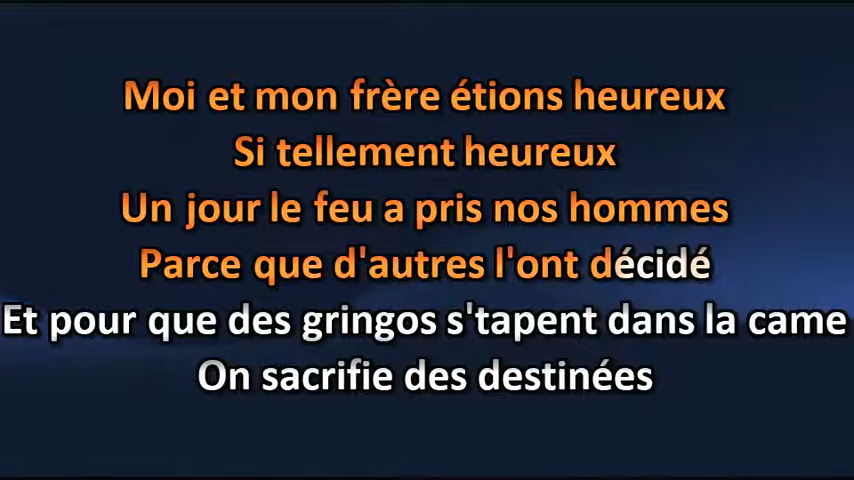 Moi et mon frère étions heureux
Si tellement heureux
Un jour le feu a pris nos hommes
Parce que d'autres l'ont décidé
Et pour que des gringos s'tapent dans la came
On sacrifie des destinées